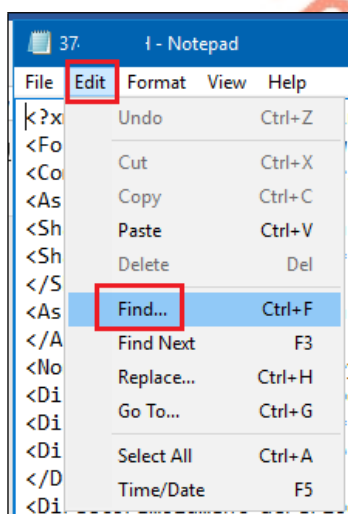 37 - Notepad
File Edit Format View Help
<?x
Undo Ctrl+Z
<Fo
<Co
Cut Ctrl+X
<As
Copy Ctrl+C
<Sh
Paste Ctrl+V
<Sh
Delete Del
</S
<As
Find... Ctrl+F
</A
Find Next F3
<No
Replace... Ctrl+H
<Di
Go To... Ctrl+G
<Di
<Di
Select All Ctrl+A
</D
Time/Date F5